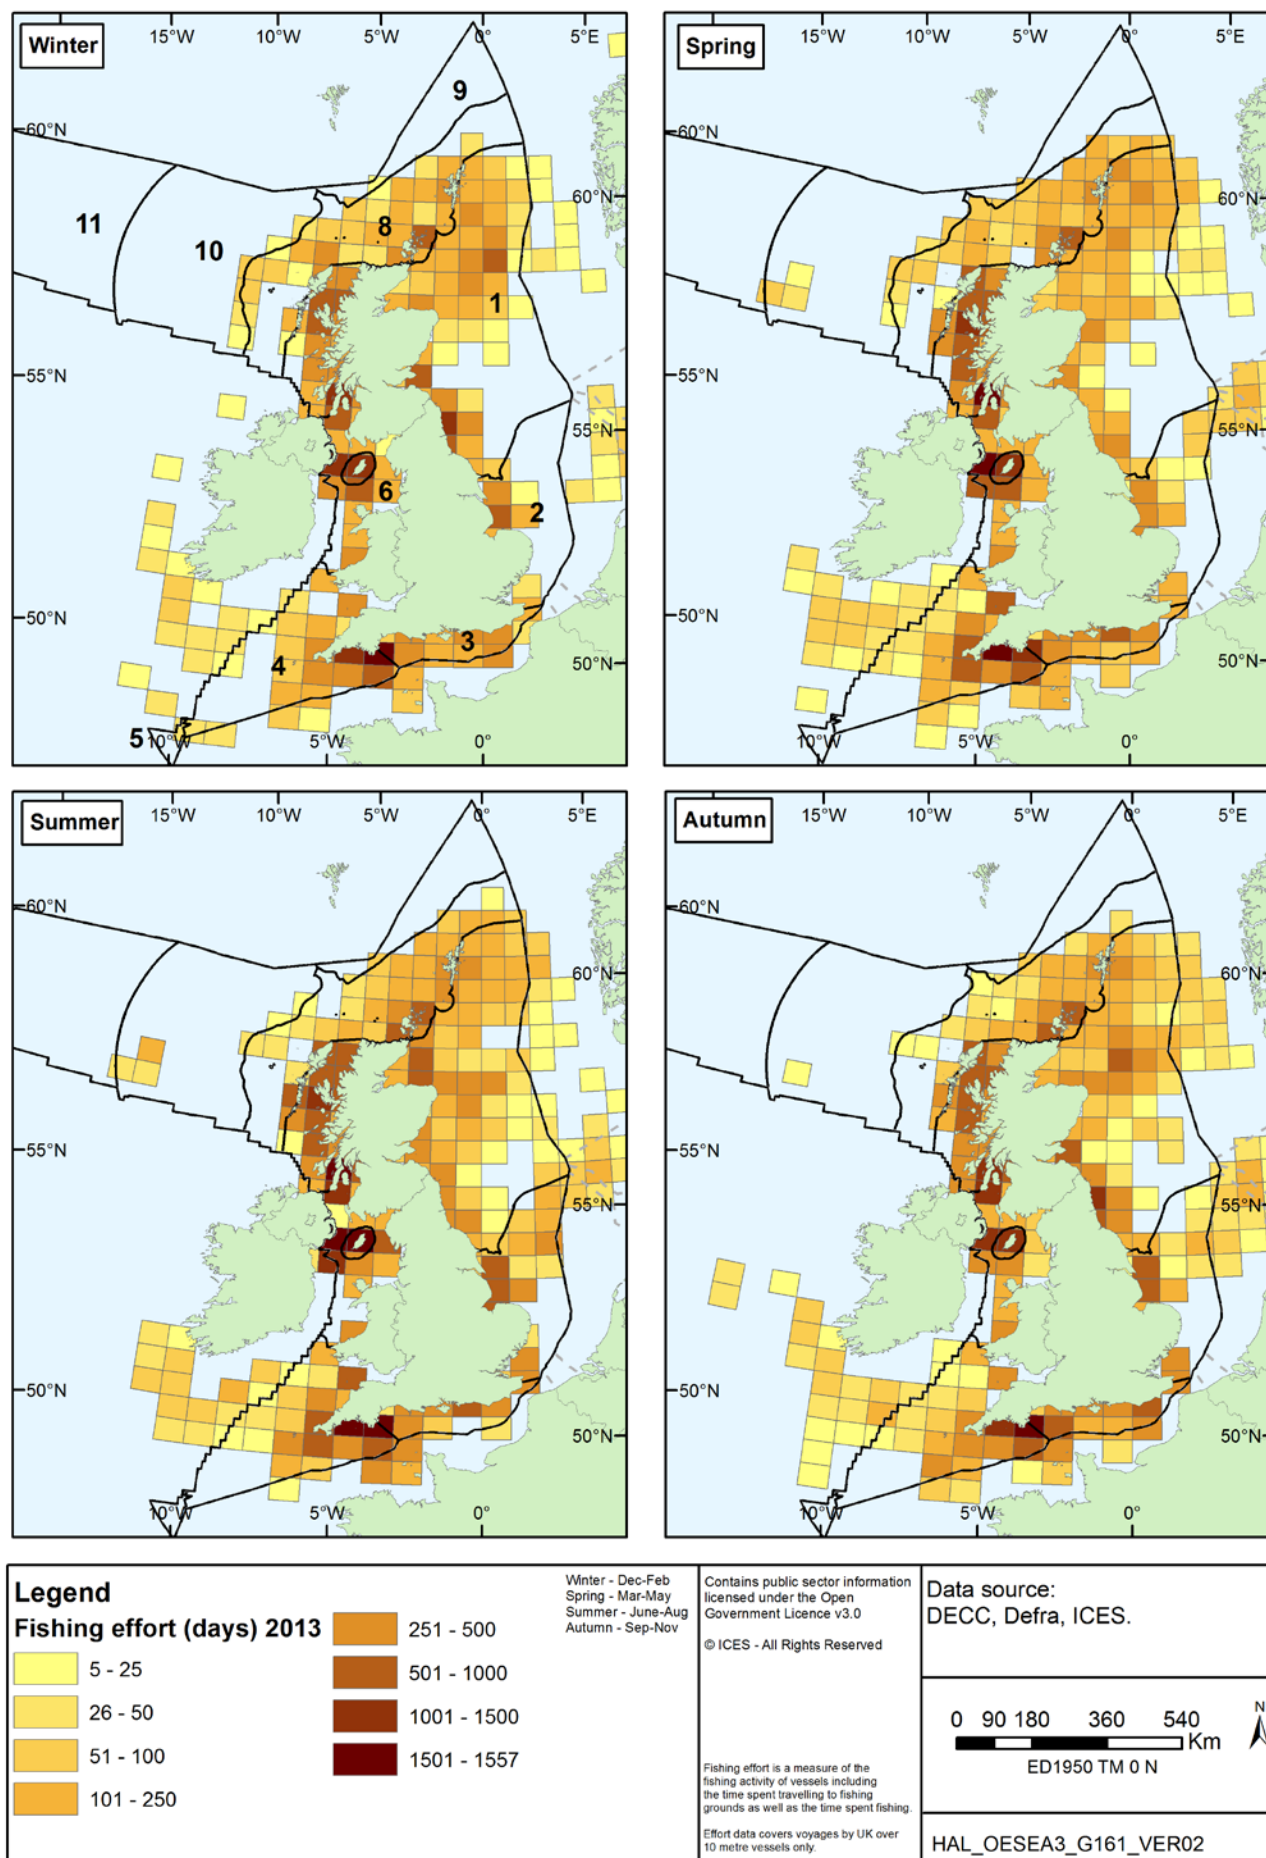 Winter
15°W
10°W
5°W
0°
5°E
9
60°N
60°N
11
10
8
1
55°N
55°N
6
2
50°N
3
50°N
4
5
10°W
5°W
0°
Spring
15°W
10°W
5°W
0°
5°E
60°N
60°N
55°N
55°N
50°N
50°N
10°W
5°W
0°
Summer
15°W
10°W
5°W
0°
5°E
60°N
60°N
55°N
55°N
50°N
50°N
10°W
5°W
0°
Autumn
15°W
10°W
5°W
0°
5°E
60°N
60°N
55°N
55°N
50°N
50°N
10°W
5°W
0°
Legend
Fishing effort (days) 2013
5 - 25
26 - 50
51 - 100
101 - 250
251 - 500
501 - 1000
1001 - 1500
1501 - 1557
Winter - Dec-Feb
Spring - Mar-May
Summer - June-Aug
Autumn - Sep-Nov
Contains public sector information
licensed under the Open
Government Licence v3.0
© ICES - All Rights Reserved
Fishing effort is a measure of the
fishing activity of vessels including
the time spent travelling to fishing
grounds as well as the time spent fishing.
Effort data covers voyages by UK over
10 metre vessels only.
Data source:
DECC, Defra, ICES.
0 90 180 360 540
Km
N
ED1950 TM 0 N
HAL_OESEA3_G161_VER02